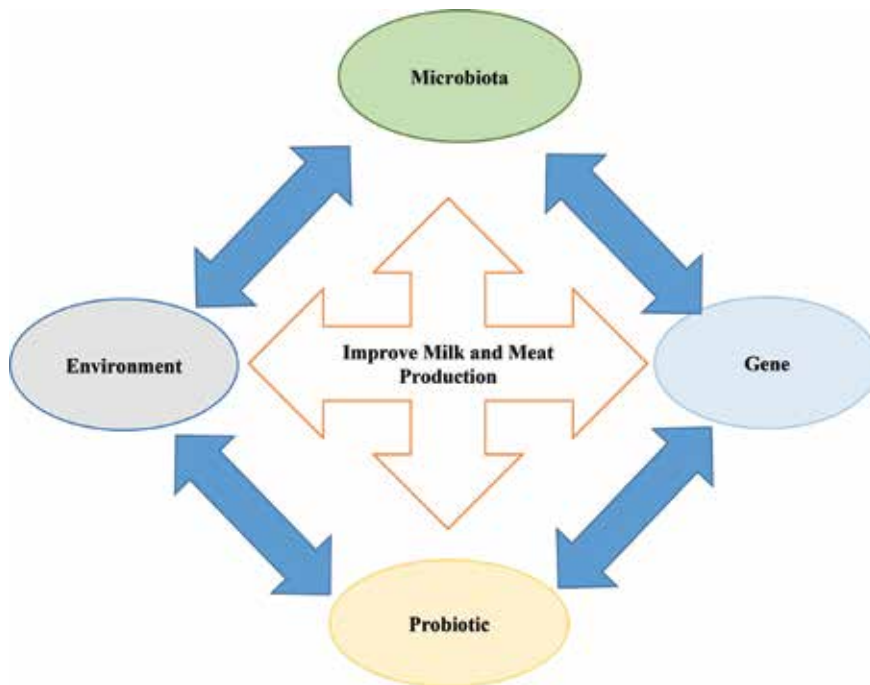 Microbiota
Environment
Improve Milk and Meat
Production
Gene
Probiotic